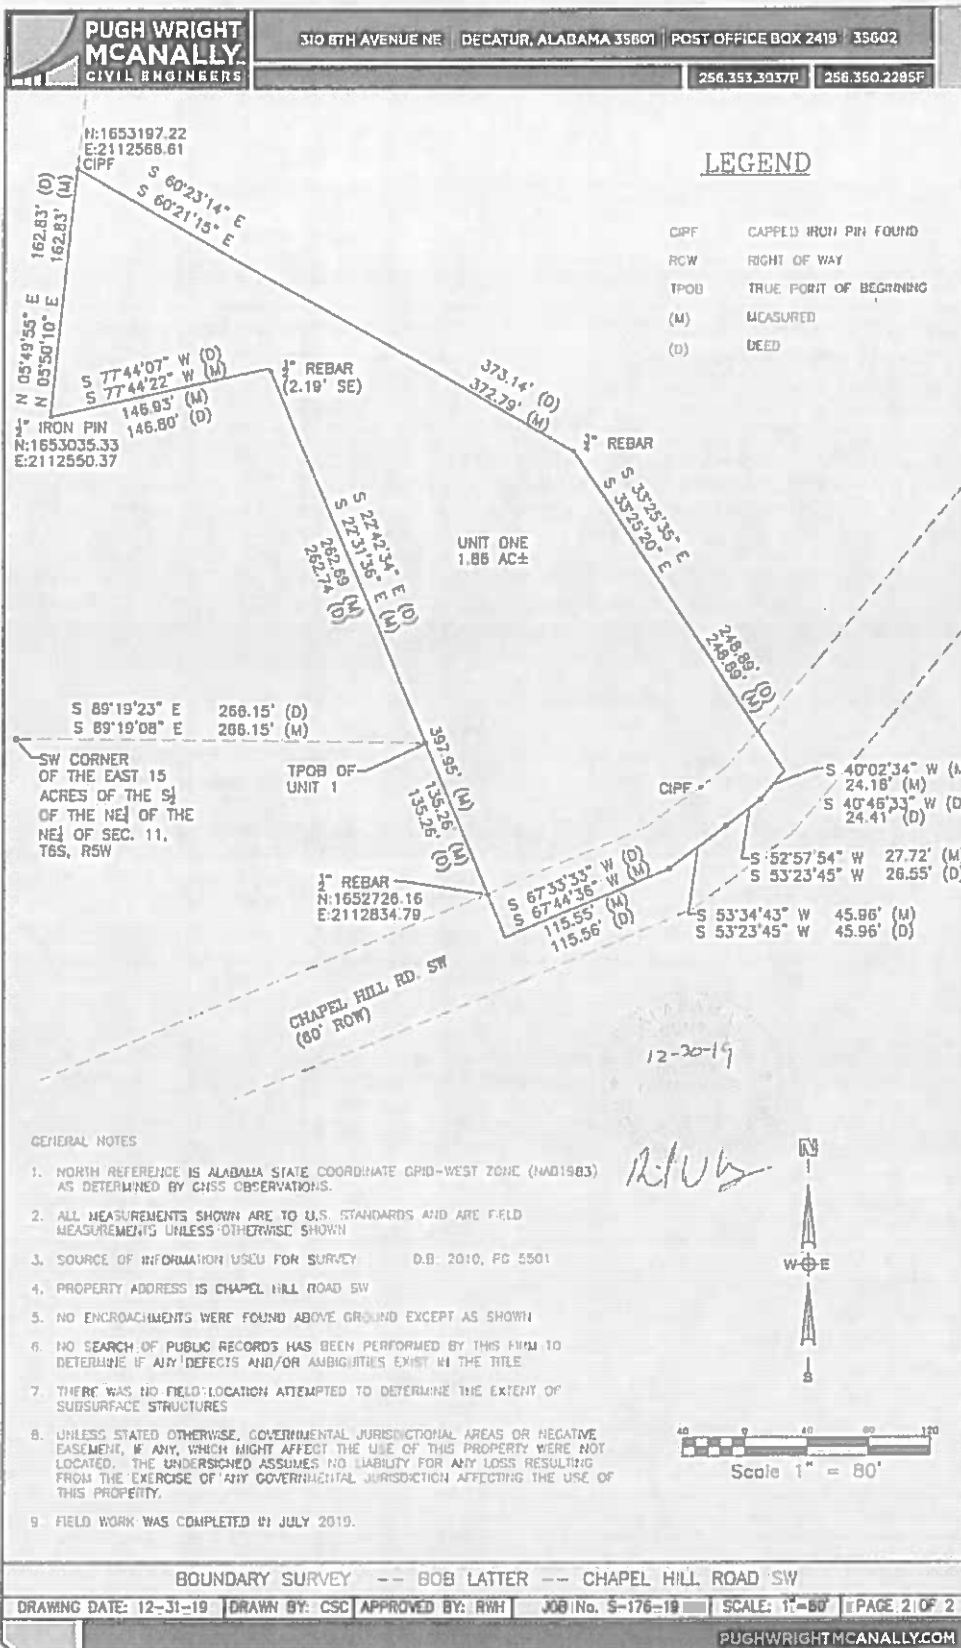 PUGH WRIGHT
MCANALLY
CIVIL ENGINEERS
310 8TH AVENUE NE DECATUR, ALABAMA 35601 POST OFFICE BOX 2419 35602
256.353.3937P 256.350.2285F
N:1653197.22
E:2112568.61
CIPF
S 60°23'14" E
S 60°21'15" E
162.83' (D)
162.83' (M)
N 05°49'55" E
N 05°50'10" E
LEGEND
CIPF CAPPED IRON PIN FOUND
ROW RIGHT OF WAY
TPOB TRUE POINT OF BEGINNING
(M) MEASURED
(D) DEED
S 77°44'07" W (D)
S 77°44'22" W (M)
146.93' (M)
146.80' (D)
½" REBAR
(2.19' SE)
373.14' (D)
372.79' (M)
½" REBAR
½" IRON PIN
N:1653035.33
E:2112550.37
S 33°25'35" E
S 33°25'20" E
S 22°42'34" E (D)
S 22°31'36" E (M)
262.69 (M)
262.74 (D)
UNIT ONE
1.86 AC±
248.89' (D)
248.89' (M)
S 89°19'23" E 266.15' (D)
S 89°19'08" E 266.15' (M)
SW CORNER
OF THE EAST 15
ACRES OF THE S½
OF THE NE¼ OF THE
NE¼ OF SEC. 11,
T6S, R5W
TPOB OF
UNIT 1
397.95' (M)
135.26' (M)
135.26' (D)
CIPF
S 40°02'34" W (M
24.18' (M)
S 40°46'33" W (D
24.41' (D)
S 52°57'54" W 27.72' (M)
S 53°23'45" W 26.55' (D)
S 53°34'43" W 45.96' (M)
S 53°23'45" W 45.96' (D)
½" REBAR
N:1652726.16
E:2112834.79
S 67°33'33" W (D)
S 67°44'36" W (M)
115.55' (M)
115.56' (D)
CHAPEL HILL RD. SW
(60' ROW)
12-30-19
GENERAL NOTES
1. NORTH REFERENCE IS ALABAMA STATE COORDINATE GRID-WEST ZONE (NAD1983)
AS DETERMINED BY GNSS OBSERVATIONS.
2. ALL MEASUREMENTS SHOWN ARE TO U.S. STANDARDS AND ARE FIELD
MEASUREMENTS UNLESS OTHERWISE SHOWN
3. SOURCE OF INFORMATION USED FOR SURVEY D.B. 2010, PG 5501
4. PROPERTY ADDRESS IS CHAPEL HILL ROAD SW
5. NO ENCROACHMENTS WERE FOUND ABOVE GROUND EXCEPT AS SHOWN
6. NO SEARCH OF PUBLIC RECORDS HAS BEEN PERFORMED BY THIS FIRM TO
DETERMINE IF ANY DEFECTS AND/OR AMBIGUITIES EXIST IN THE TITLE
7. THERE WAS NO FIELD LOCATION ATTEMPTED TO DETERMINE THE EXTENT OF
SUBSURFACE STRUCTURES
8. UNLESS STATED OTHERWISE, GOVERNMENTAL JURISDICTIONAL AREAS OR NEGATIVE
EASEMENT, IF ANY, WHICH MIGHT AFFECT THE USE OF THIS PROPERTY WERE NOT
LOCATED. THE UNDERSIGNED ASSUMES NO LIABILITY FOR ANY LOSS RESULTING
FROM THE EXERCISE OF ANY GOVERNMENTAL JURISDICTION AFFECTING THE USE OF
THIS PROPERTY.
9. FIELD WORK WAS COMPLETED IN JULY 2019.
N
W E
S
40 0 40 80 120
Scale 1" = 80'
BOUNDARY SURVEY -- BOB LATTER -- CHAPEL HILL ROAD SW
DRAWING DATE: 12-31-19 DRAWN BY: CSC APPROVED BY: RWH JOB No. S-176-19 SCALE: 1"=80' PAGE 2 OF 2
PUGHWRIGHTMCANALLY.COM